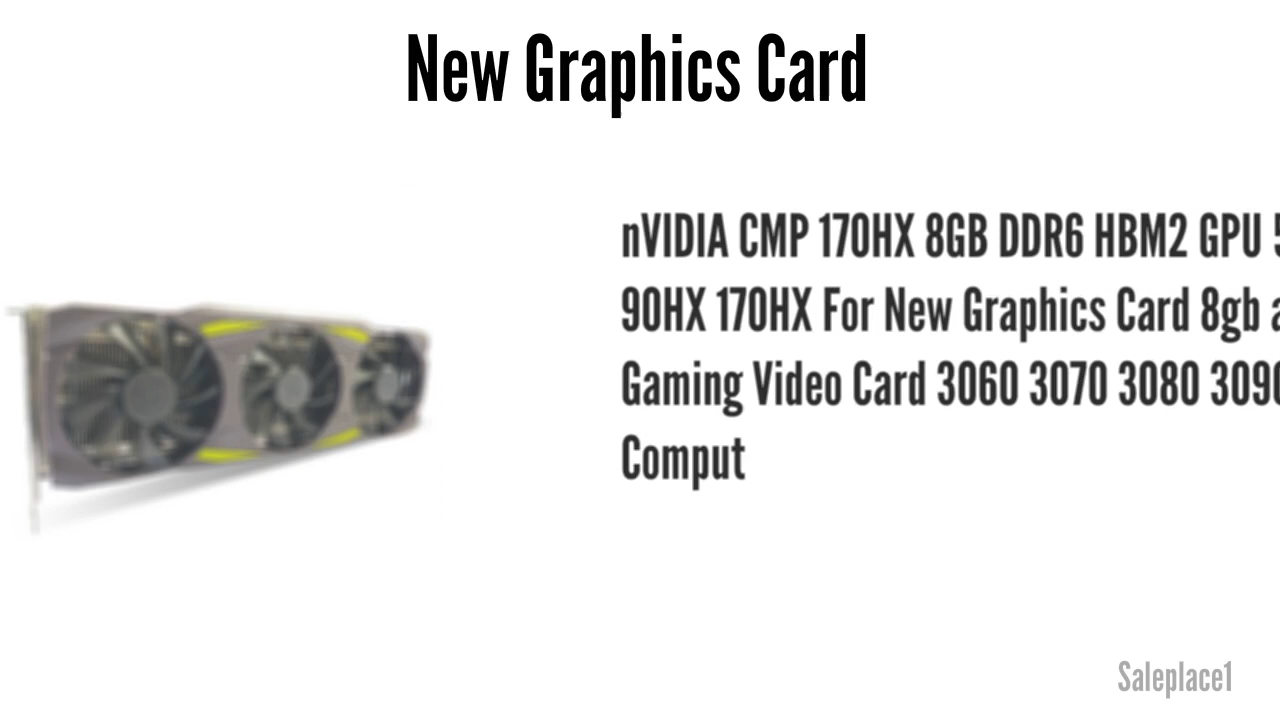 New Graphics Card
nVIDIA CMP 170HX 8GB DDR6 HBM2 GPU
90HX 170HX For New Graphics Card 8gb
Gaming Video Card 3060 3070 3080 3090
Comput
Saleplace1